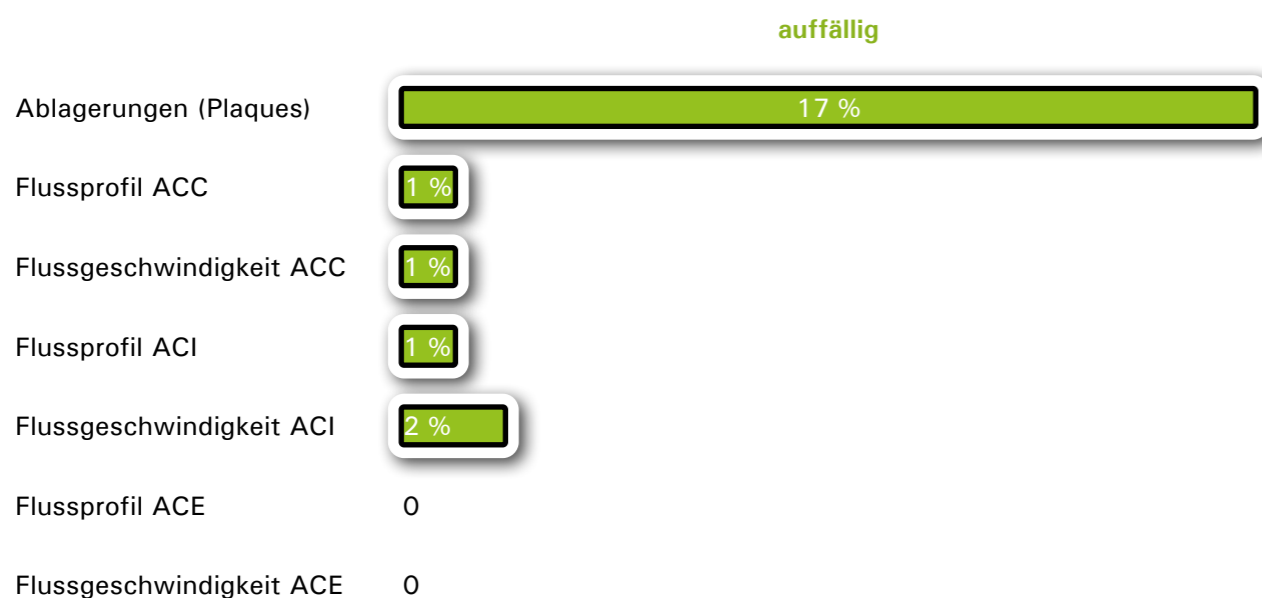 auffällig
Ablagerungen (Plaques) 17 %
Flussprofil ACC 1 %
Flussgeschwindigkeit ACC 1 %
Flussprofil ACI 1 %
Flussgeschwindigkeit ACI 2 %
Flussprofil ACE 0
Flussgeschwindigkeit ACE 0